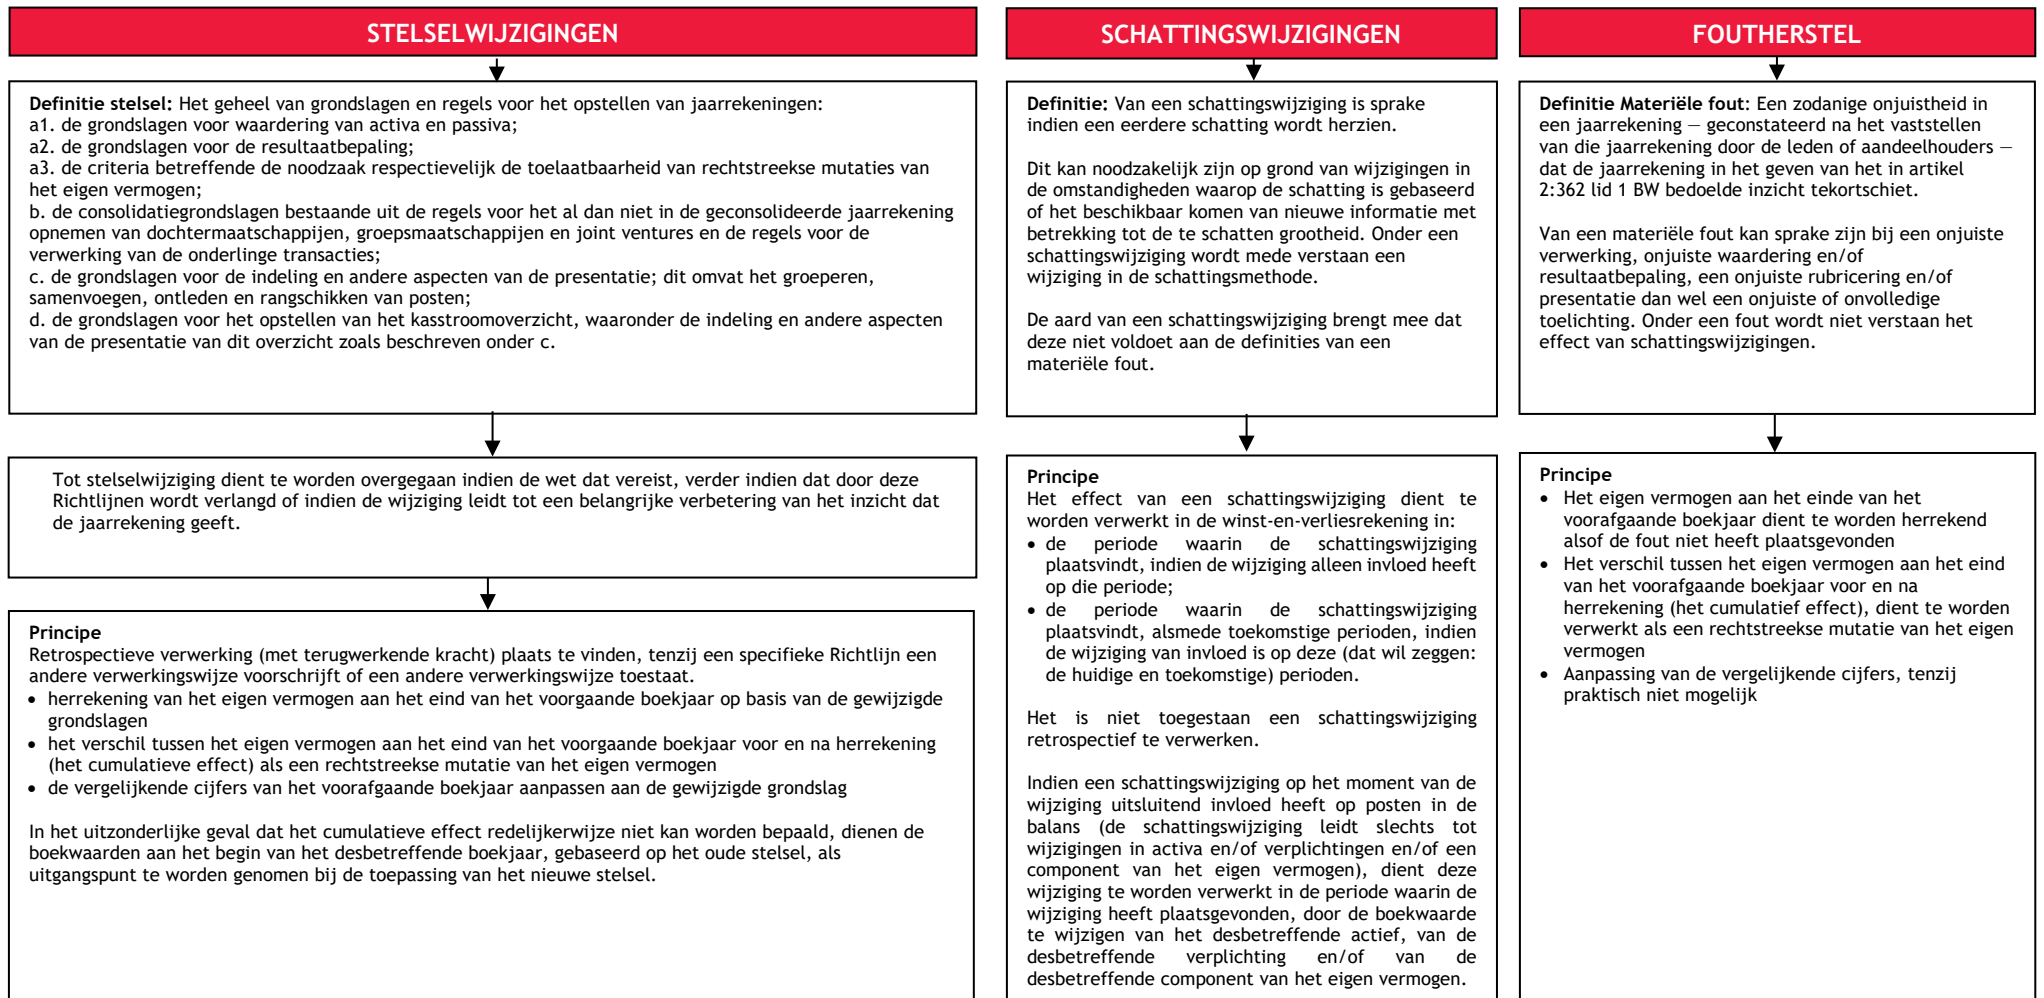 STELSELWIJZIGINGEN
Definitie stelsel: Het geheel van grondslagen en regels voor het opstellen van jaarrekeningen:
a1. de grondslagen voor waardering van activa en passiva;
a2. de grondslagen voor de resultaatbepaling;
a3. de criteria betreffende de noodzaak respectievelijk de toelaatbaarheid van rechtstreekse mutaties van
het eigen vermogen;
b. de consolidatiegrondslagen bestaande uit de regels voor het al dan niet in de geconsolideerde jaarrekening
opnemen van dochtermaatschappijen, groepsmaatschappijen en joint ventures en de regels voor de
verwerking van de onderlinge transacties;
c. de grondslagen voor de indeling en andere aspecten van de presentatie; dit omvat het groeperen,
samenvoegen, ontleden en rangschikken van posten;
d. de grondslagen voor het opstellen van het kasstroomoverzicht, waaronder de indeling en andere aspecten
van de presentatie van dit overzicht zoals beschreven onder c.
Tot stelselwijziging dient te worden overgegaan indien de wet dat vereist, verder indien dat door deze
Richtlijnen wordt verlangd of indien de wijziging leidt tot een belangrijke verbetering van het inzicht dat
de jaarrekening geeft.
Principe
Retrospectieve verwerking (met terugwerkende kracht) plaats te vinden, tenzij een specifieke Richtlijn een
andere verwerkingswijze voorschrijft of een andere verwerkingswijze toestaat.
• herrekening van het eigen vermogen aan het eind van het voorgaande boekjaar op basis van de gewijzigde
grondslagen
• het verschil tussen het eigen vermogen aan het eind van het voorgaande boekjaar voor en na herrekening
(het cumulatieve effect) als een rechtstreekse mutatie van het eigen vermogen
• de vergelijkende cijfers van het voorafgaande boekjaar aanpassen aan de gewijzigde grondslag
In het uitzonderlijke geval dat het cumulatieve effect redelijkerwijze niet kan worden bepaald, dienen de
boekwaarden aan het begin van het desbetreffende boekjaar, gebaseerd op het oude stelsel, als
uitgangspunt te worden genomen bij de toepassing van het nieuwe stelsel.
SCHATTINGSWIJZIGINGEN
Definitie: Van een schattingswijziging is sprake
indien een eerdere schatting wordt herzien.
Dit kan noodzakelijk zijn op grond van wijzigingen in
de omstandigheden waarop de schatting is gebaseerd
of het beschikbaar komen van nieuwe informatie met
betrekking tot de te schatten grootheid. Onder een
schattingswijziging wordt mede verstaan een
wijziging in de schattingsmethode.
De aard van een schattingswijziging brengt mee dat
deze niet voldoet aan de definities van een
materiële fout.
Principe
Het effect van een schattingswijziging dient te
worden verwerkt in de winst-en-verliesrekening in:
• de periode waarin de schattingswijziging
plaatsvindt, indien de wijziging alleen invloed heeft
op die periode;
• de periode waarin de schattingswijziging
plaatsvindt, alsmede toekomstige perioden, indien
de wijziging van invloed is op deze (dat wil zeggen:
de huidige en toekomstige) perioden.
Het is niet toegestaan een schattingswijziging
retrospectief te verwerken.
Indien een schattingswijziging op het moment van de
wijziging uitsluitend invloed heeft op posten in de
balans (de schattingswijziging leidt slechts tot
wijzigingen in activa en/of verplichtingen en/of een
component van het eigen vermogen), dient deze
wijziging te worden verwerkt in de periode waarin de
wijziging heeft plaatsgevonden, door de boekwaarde
te wijzigen van het desbetreffende actief, van de
desbetreffende verplichting en/of van de
desbetreffende component van het eigen vermogen.
FOUTHERSTEL
Definitie Materiële fout: Een zodanige onjuistheid in
een jaarrekening — geconstateerd na het vaststellen
van die jaarrekening door de leden of aandeelhouders —
dat de jaarrekening in het geven van het in artikel
2:362 lid 1 BW bedoelde inzicht tekortschiet.
Van een materiële fout kan sprake zijn bij een onjuiste
verwerking, onjuiste waardering en/of
resultaatbepaling, een onjuiste rubricering en/of
presentatie dan wel een onjuiste of onvolledige
toelichting. Onder een fout wordt niet verstaan het
effect van schattingswijzigingen.
Principe
• Het eigen vermogen aan het einde van het
voorafgaande boekjaar dient te worden herrekend
alsof de fout niet heeft plaatsgevonden
• Het verschil tussen het eigen vermogen aan het eind
van het voorafgaande boekjaar voor en na
herrekening (het cumulatief effect), dient te worden
verwerkt als een rechtstreekse mutatie van het eigen
vermogen
• Aanpassing van de vergelijkende cijfers, tenzij
praktisch niet mogelijk